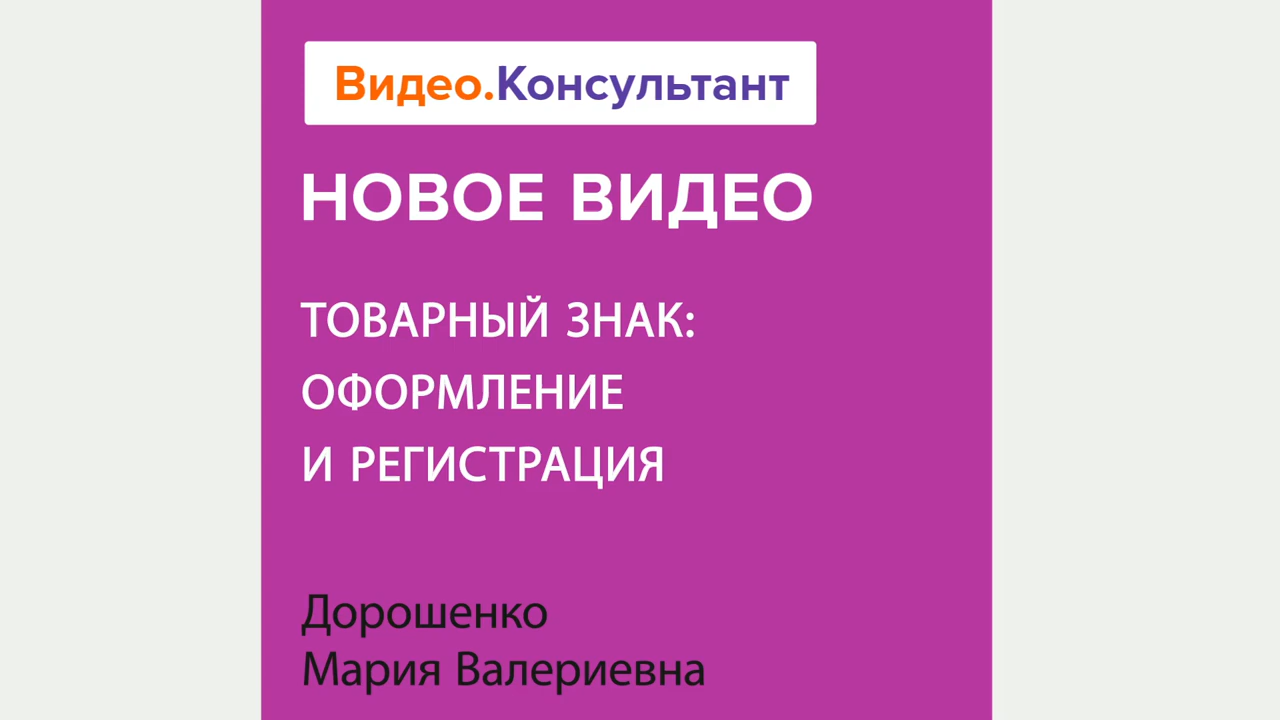 Видео.Консультант
НОВОЕ ВИДЕО
ТОВАРНЫЙ ЗНАК:
ОФОРМЛЕНИЕ
И РЕГИСТРАЦИЯ
Дорошенко
Мария Валериевна